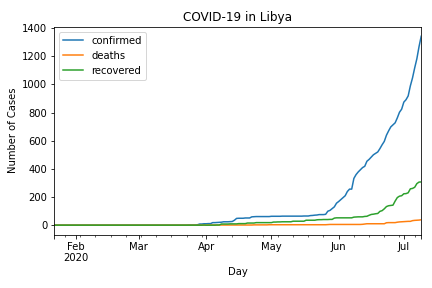 COVID-19 in Libya
1400
1200
1000
800
600
400
200
0
Number of Cases
confirmed
deaths
recovered
Feb
2020
Mar
Apr
May
Jun
Jul
Day